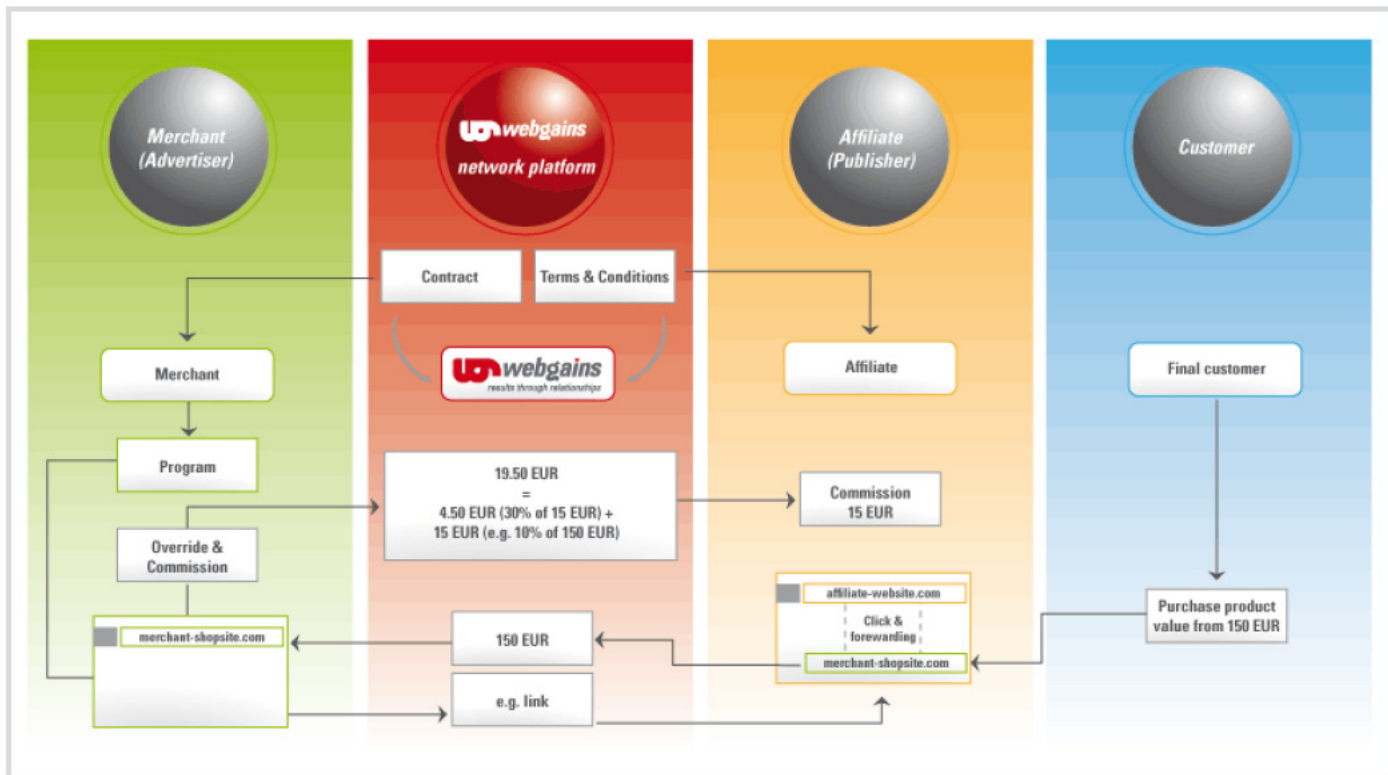 Merchant
(Advertiser)
webgains
network platform
Affiliate
(Publisher)
Customer
Contract
Terms & Conditions
Merchant
webgains
results through relationships
Affiliate
Final customer
Program
19.50 EUR
=
4.50 EUR (30% of 15 EUR) +
15 EUR (e.g. 10% of 150 EUR)
Commission
15 EUR
Override &
Commission
affiliate-website.com
Click &
forewarding
merchant-shopsite.com
Purchase product
value from 150 EUR
merchant-shopsite.com
150 EUR
e.g. link